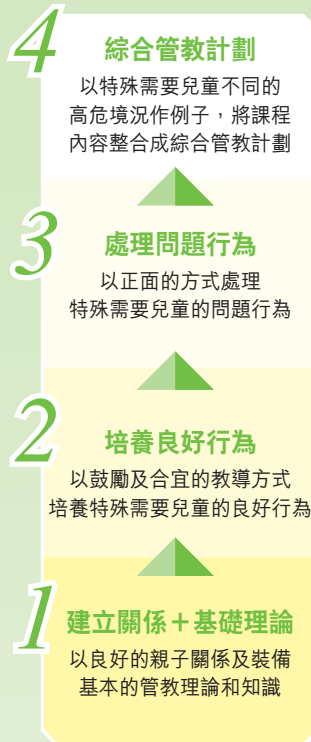 4
綜合管教計劃
以特殊需要兒童不同的
高危境況作例子，將課程
內容整合成綜合管教計劃
3
處理問題行為
以正面的方式處理
特殊需要兒童的問題行為
2
培養良好行為
以鼓勵及合宜的教導方式
培養特殊需要兒童的良好行為
1
建立關係＋基礎理論
以良好的親子關係及裝備
基本的管教理論和知識